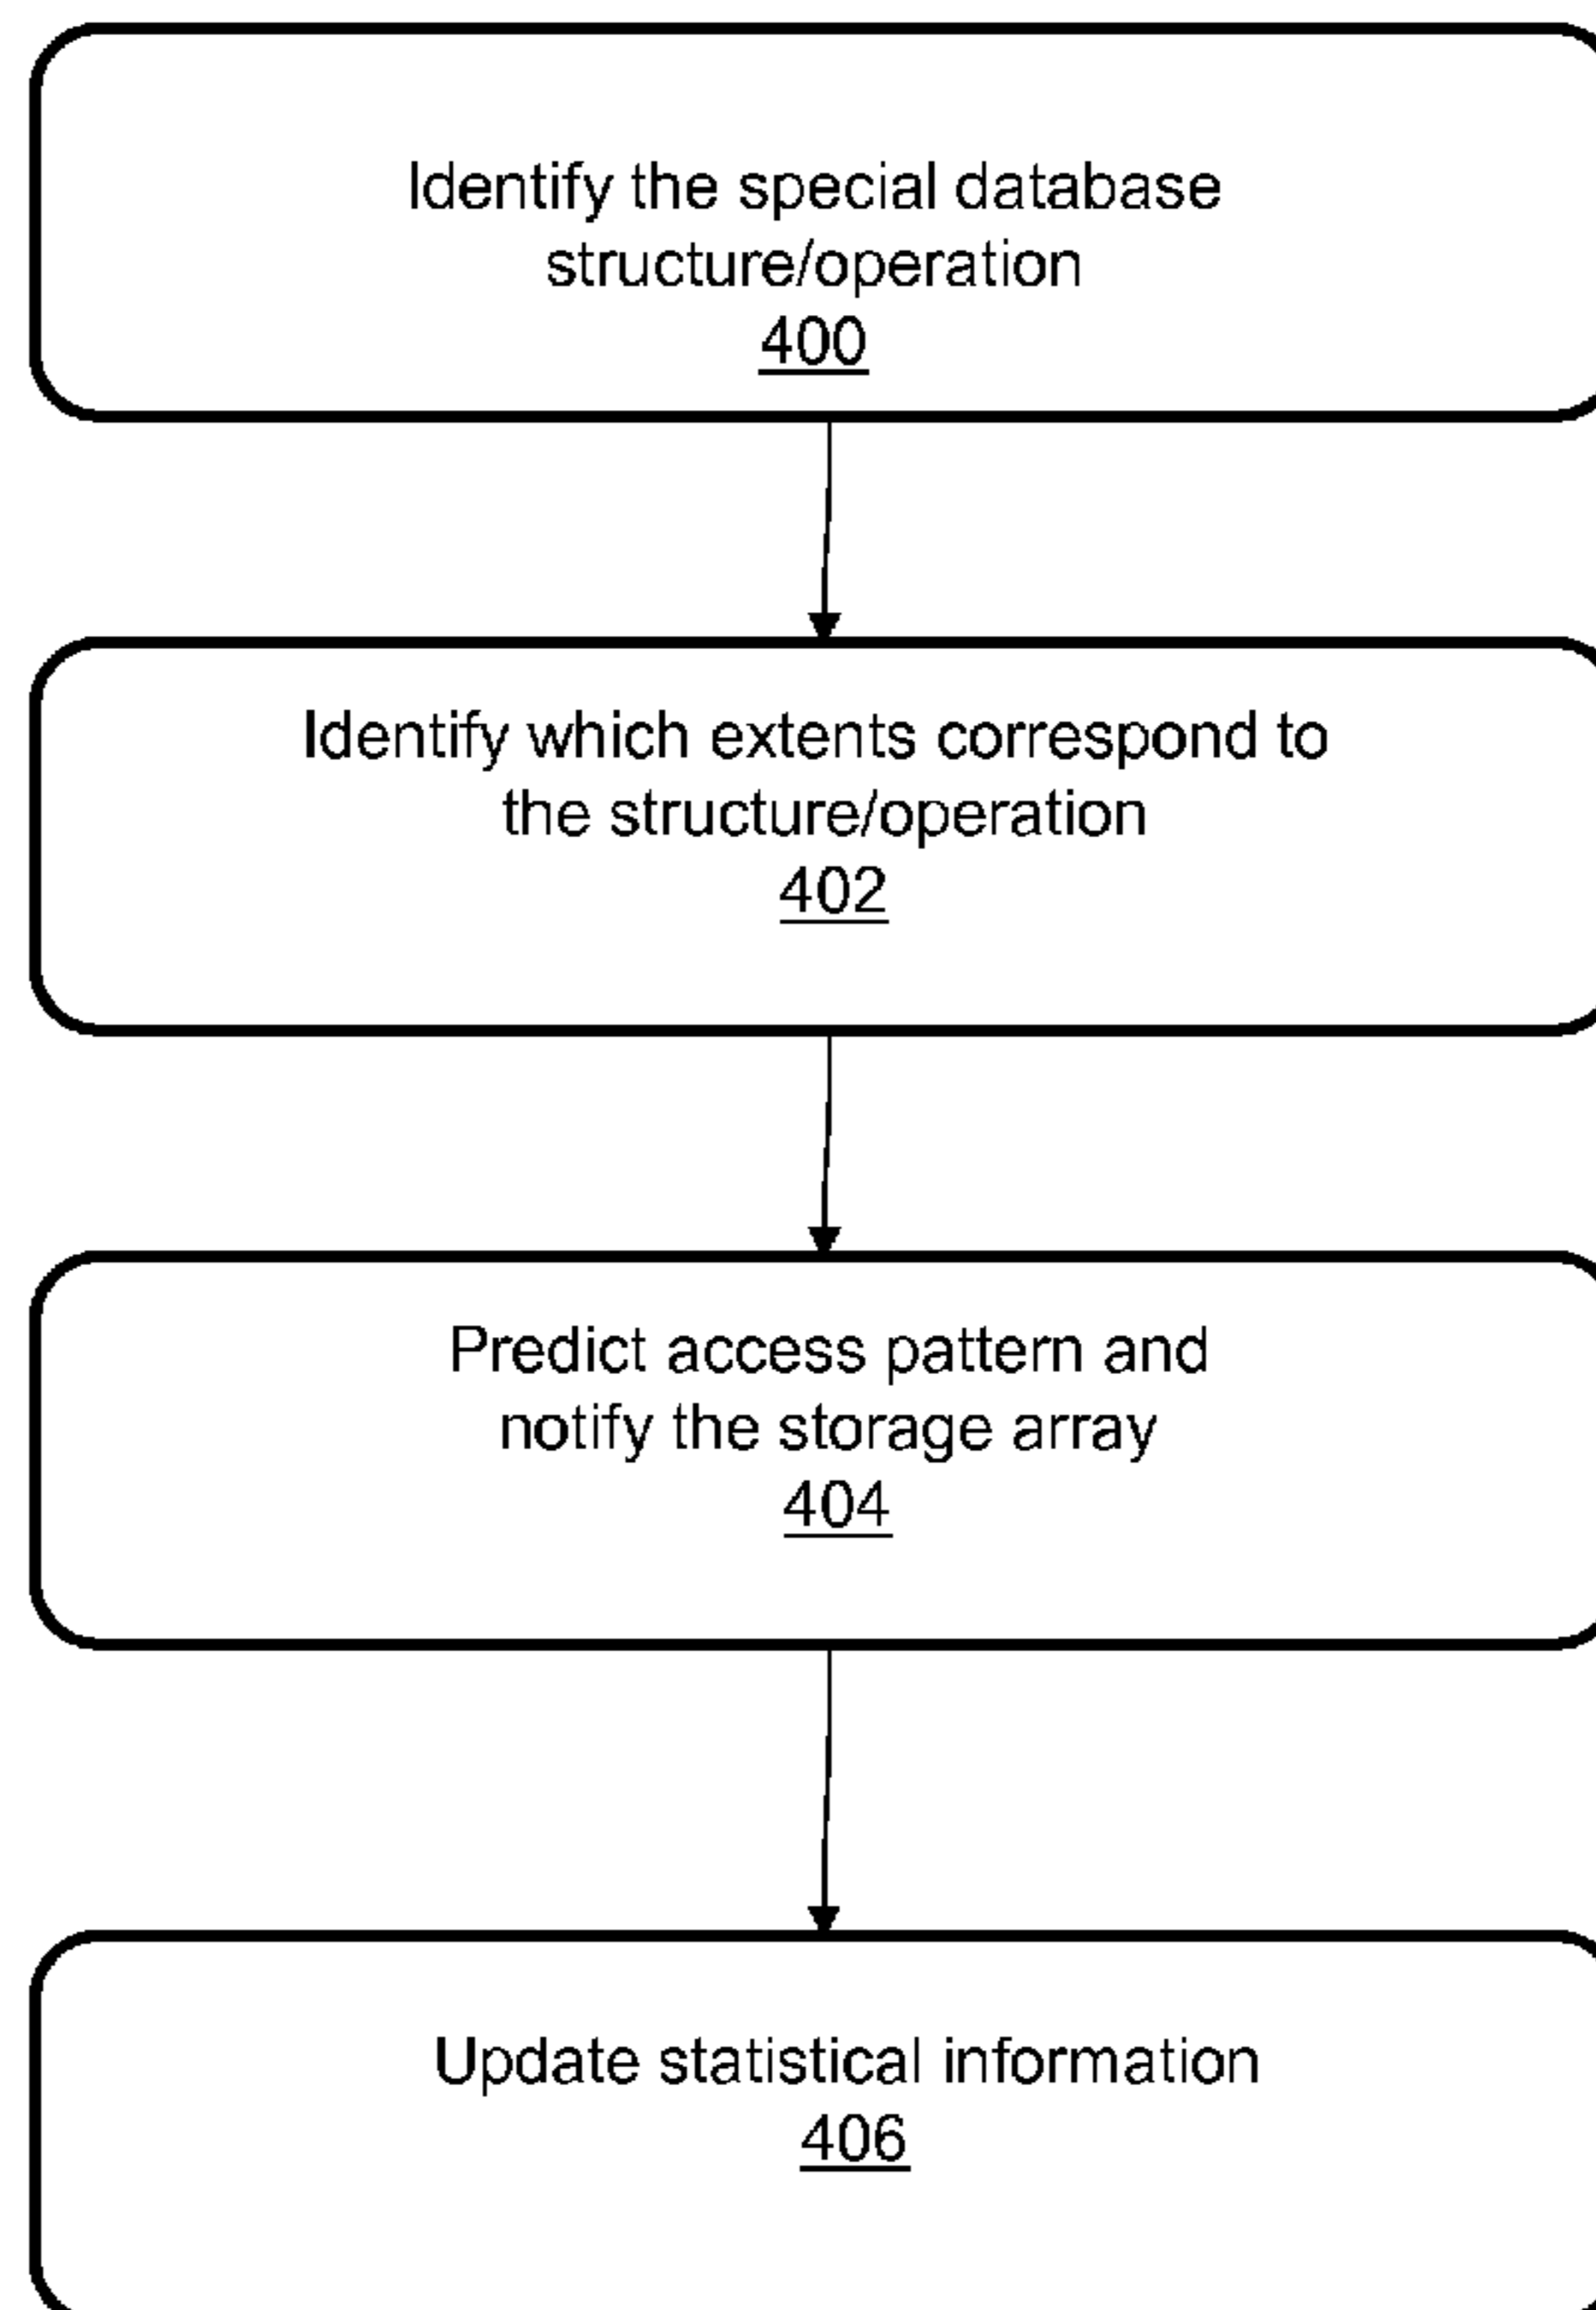 Identify the special database
structure/operation
400
Identify which extents correspond to
the structure/operation
402
Predict access pattern and
notify the storage array
404
Update statistical information
406